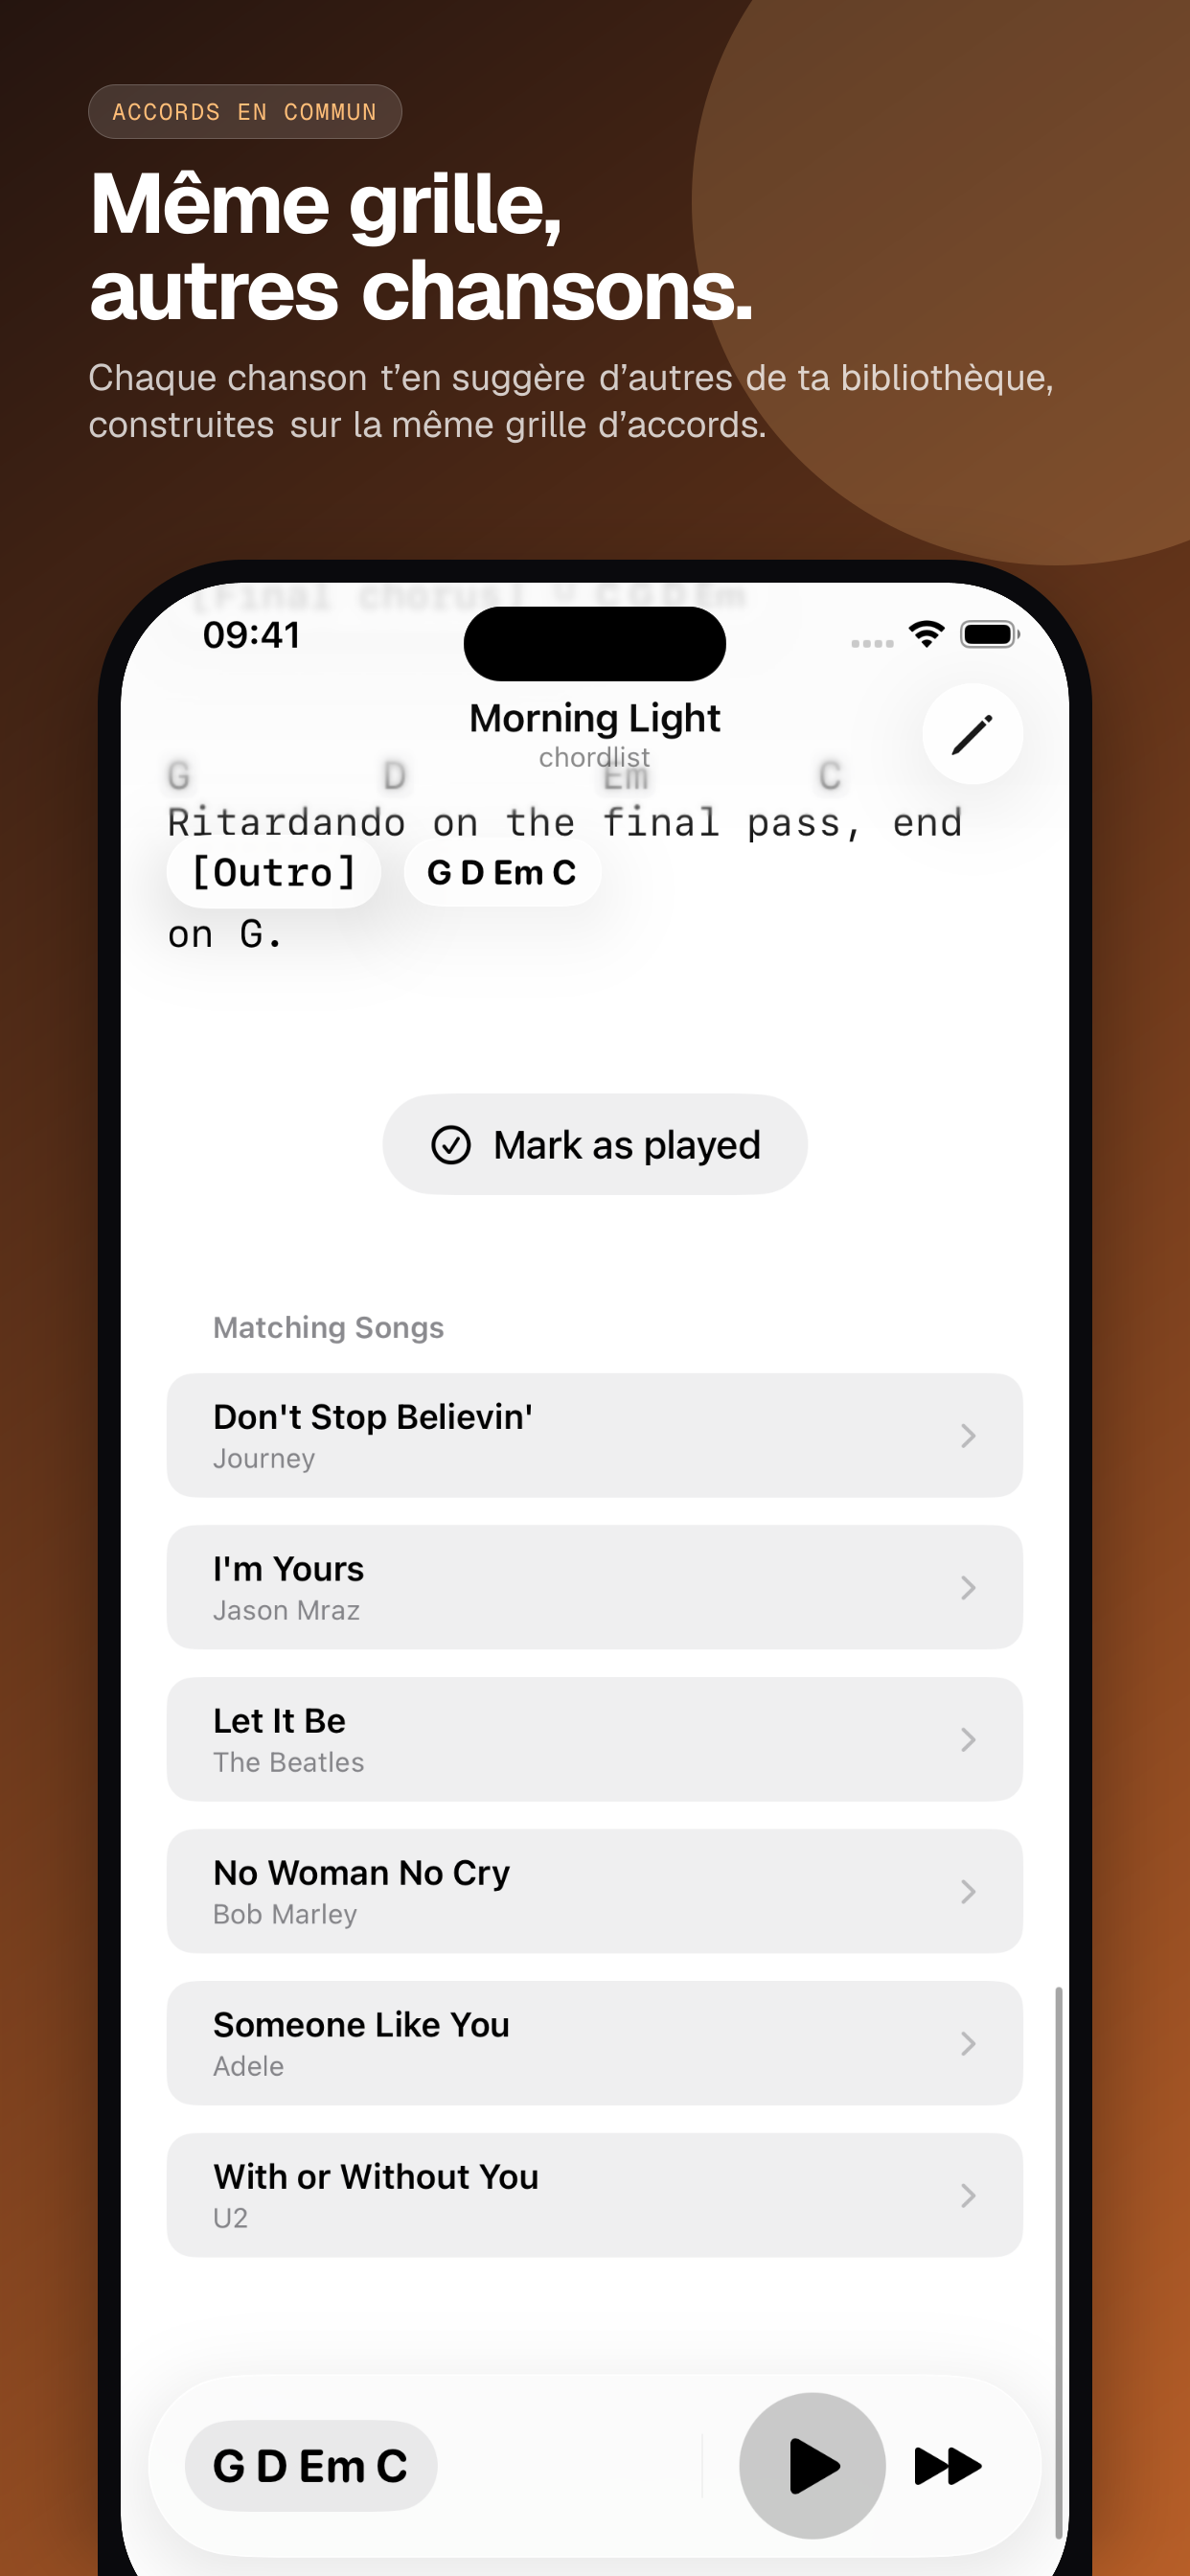 ACCORDS EN COMMUN
Même grille,
autres chansons.
Chaque chanson t’en suggère d’autres de ta bibliothèque,
construites sur la même grille d’accords.
[Final chorus] C G D Em
09:41
Morning Light
chordlist
G D Em C
Ritardando on the final pass, end
[Outro] G D Em C
on G.
Mark as played
Matching Songs
Don't Stop Believin'
Journey
I'm Yours
Jason Mraz
Let It Be
The Beatles
No Woman No Cry
Bob Marley
Someone Like You
Adele
With or Without You
U2
G D Em C